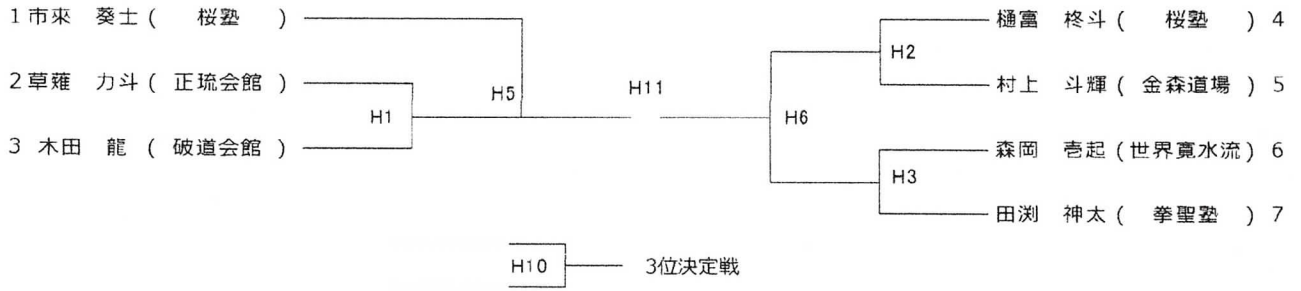 1 市來 葵士 ( 桜塾 )
2 草薙 力斗 ( 正琉会館 )
3 木田 龍 ( 破道会館 )
H1
H5
H11
H6
H2
H3
樋富 柊斗 ( 桜塾 ) 4
村上 斗輝 ( 金森道場 ) 5
森岡 壱起 (世界寛水流) 6
田渕 神太 ( 拳聖塾 ) 7
H10 3位決定戦